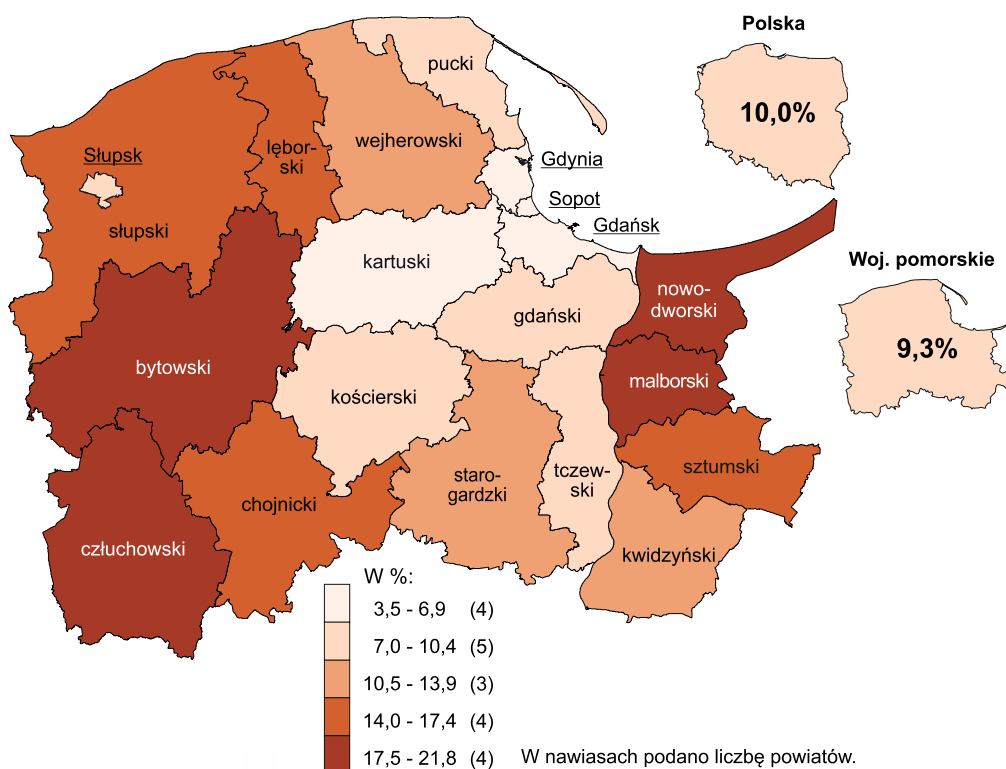 Polska
10,0%
Woj. pomorskie
9,3%
pucki
wejherowski
lębor-
ski
Słupsk
słupski
Gdynia
Sopot
Gdańsk
kartuski
gdański
nowo-
dworski
bytowski
kościerski
malborski
człuchowski
chojnicki
staro-
gardzki
tczew-
ski
sztumski
kwidzyński
W %:
3,5 - 6,9 (4)
7,0 - 10,4 (5)
10,5 - 13,9 (3)
14,0 - 17,4 (4)
17,5 - 21,8 (4)
W nawiasach podano liczbę powiatów.